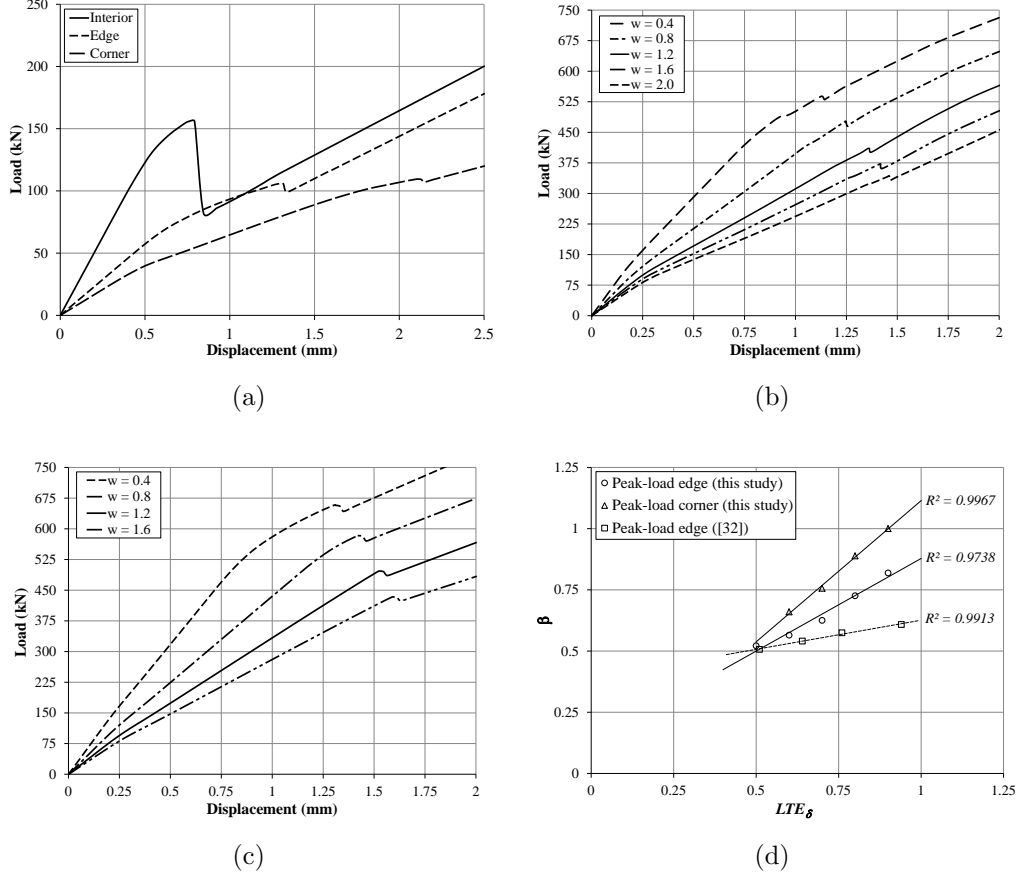 250
200
150
100
50
0
Load (kN)
Interior
Edge
Corner
0 0.5 1 1.5 2 2.5
Displacement (mm)
(a)
750
675
600
525
450
375
300
225
150
75
0
Load (kN)
w = 0.4
w = 0.8
w = 1.2
w = 1.6
w = 2.0
0 0.25 0.5 0.75 1 1.25 1.5 1.75 2
Displacement (mm)
(b)
750
675
600
525
450
375
300
225
150
75
0
Load (kN)
w = 0.4
w = 0.8
w = 1.2
w = 1.6
0 0.25 0.5 0.75 1 1.25 1.5 1.75 2
Displacement (mm)
(c)
1.25
1
0.75
0.5
0.25
0
β
Peak-load edge (this study)
Peak-load corner (this study)
Peak-load edge ([32])
R² = 0.9967
R² = 0.9738
R² = 0.9913
0 0.25 0.5 0.75 1 1.25
LTEδ
(d)